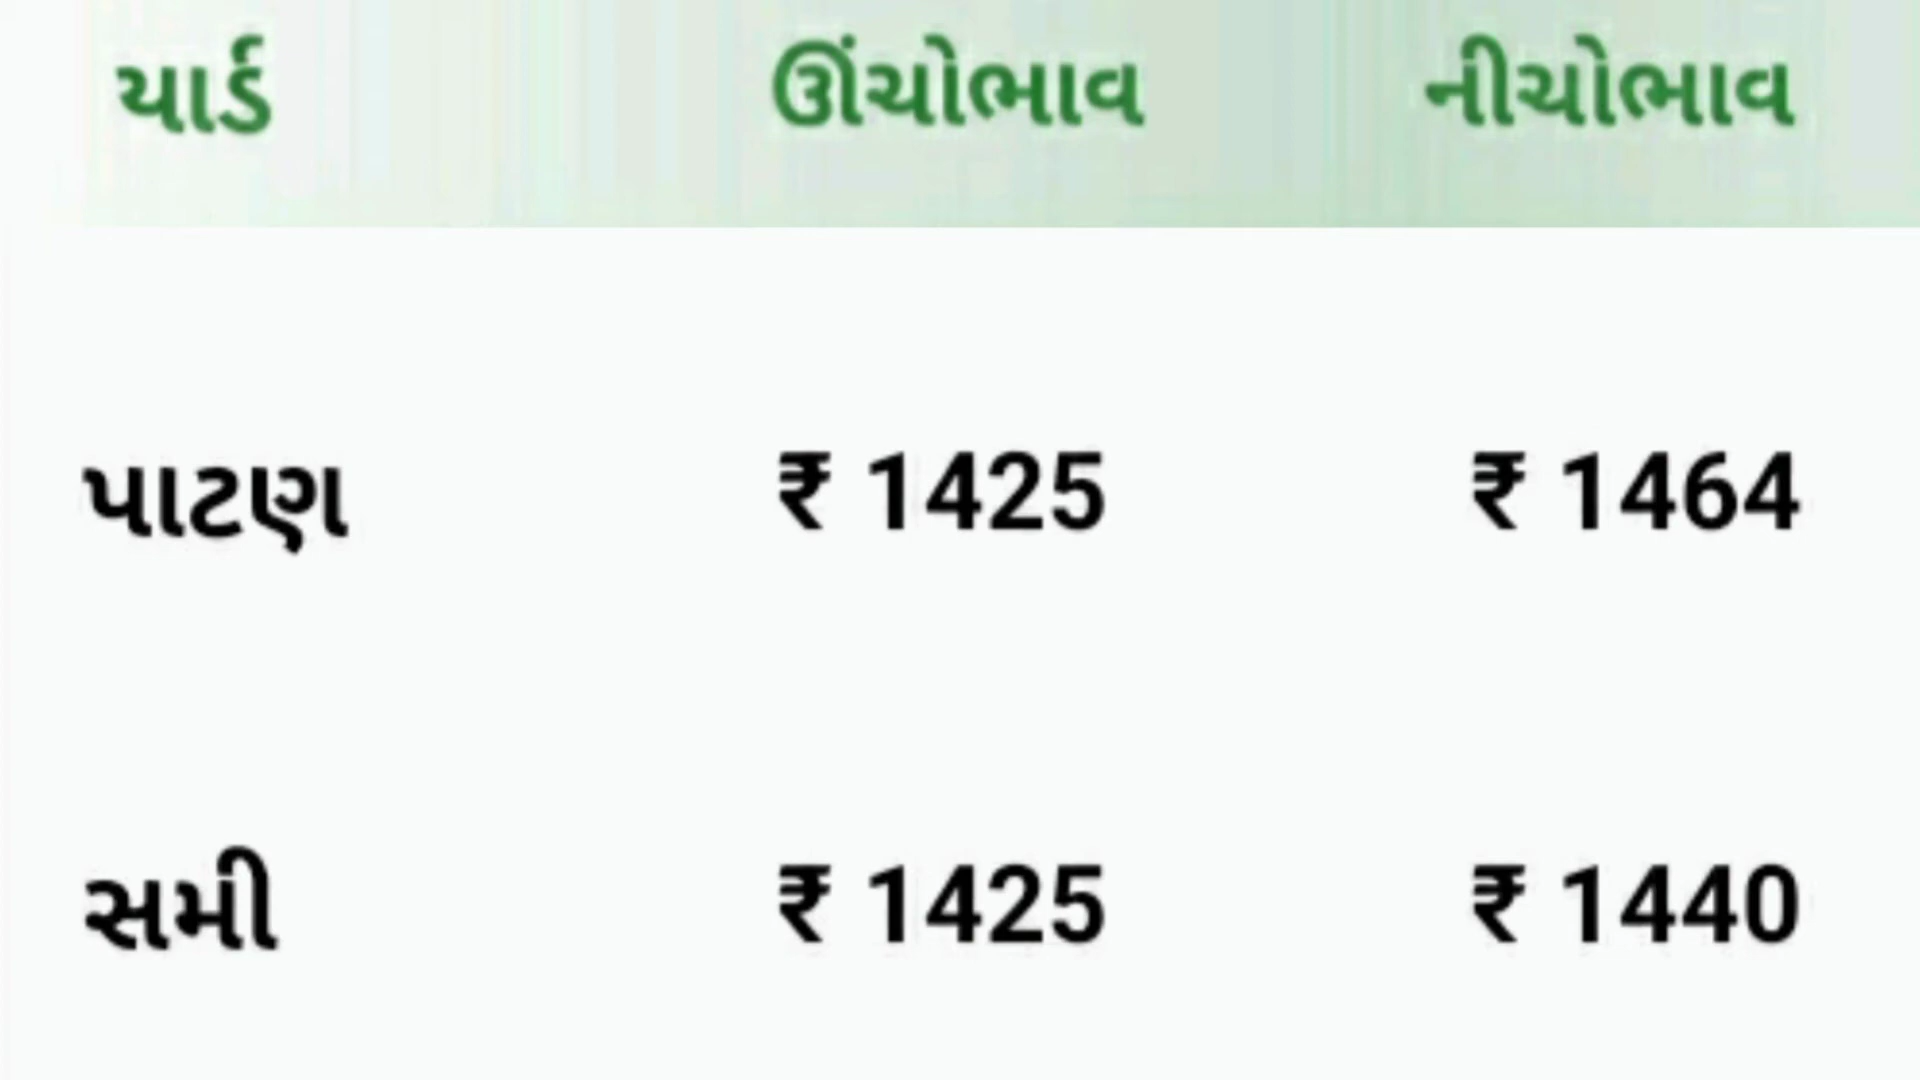 યાર્ડ ઊંચોભાવ નીચોભાવ
પાટણ ₹ 1425 ₹ 1464
સમી ₹ 1425 ₹ 1440